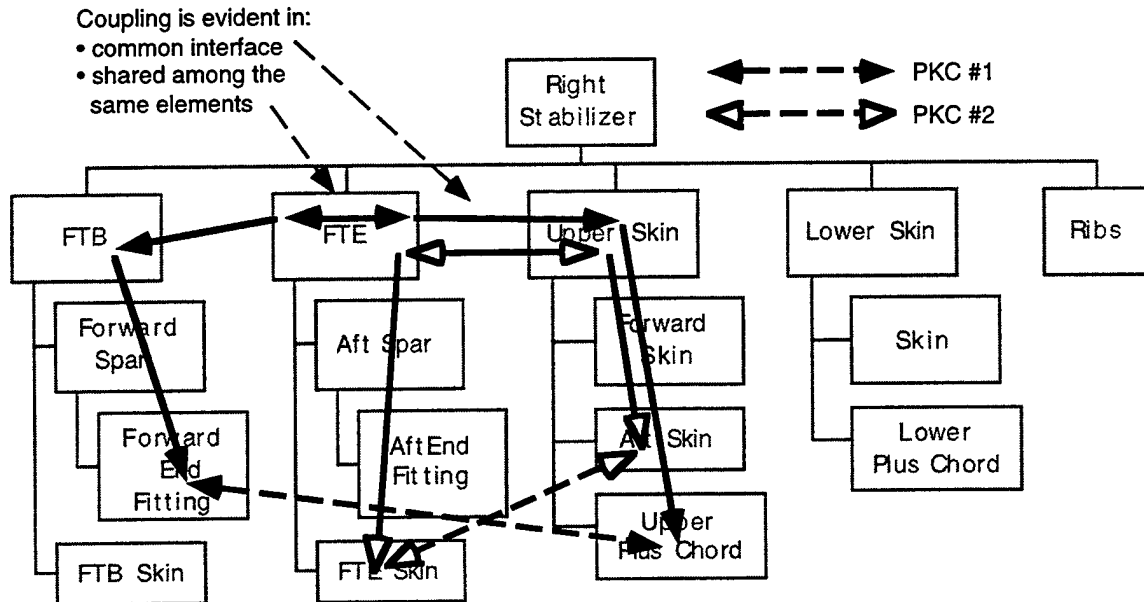 Coupling is evident in:
• common interface
• shared among the
same elements
Right
Stabilizer
PKC #1
PKC #2
FTB
FTE
Upper Skin
Lower Skin
Ribs
Forward
Spar
Aft Spar
Forward
Skin
Skin
Forward
End
Fitting
Aft End
Fitting
Aft Skin
Lower
Plus Chord
Upper
Plus Chord
FTB Skin
FTE Skin